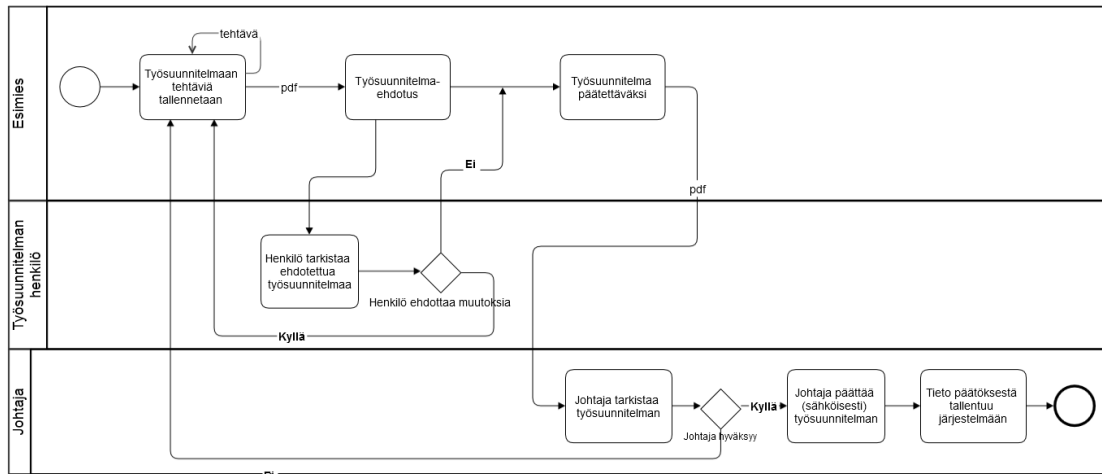 Esimies
tehtävä
Työsuunnitelmaan
tehtäviä
tallennetaan
pdf
Työsuunnitelma-
ehdotus
Työsuunnitelma
päätettäväksi
Ei
pdf
Työsuunnitelman
henkilö
Henkilö tarkistaa
ehdotettua
työsuunnitelmaa
Henkilö ehdottaa muutoksia
Kyllä
Johtaja
Johtaja tarkistaa
työsuunnitelman
Johtaja hyväksyy
Kyllä
Johtaja päättää
(sähköisesti)
työsuunnitelman
Tieto päätöksestä
tallentuu
järjestelmään